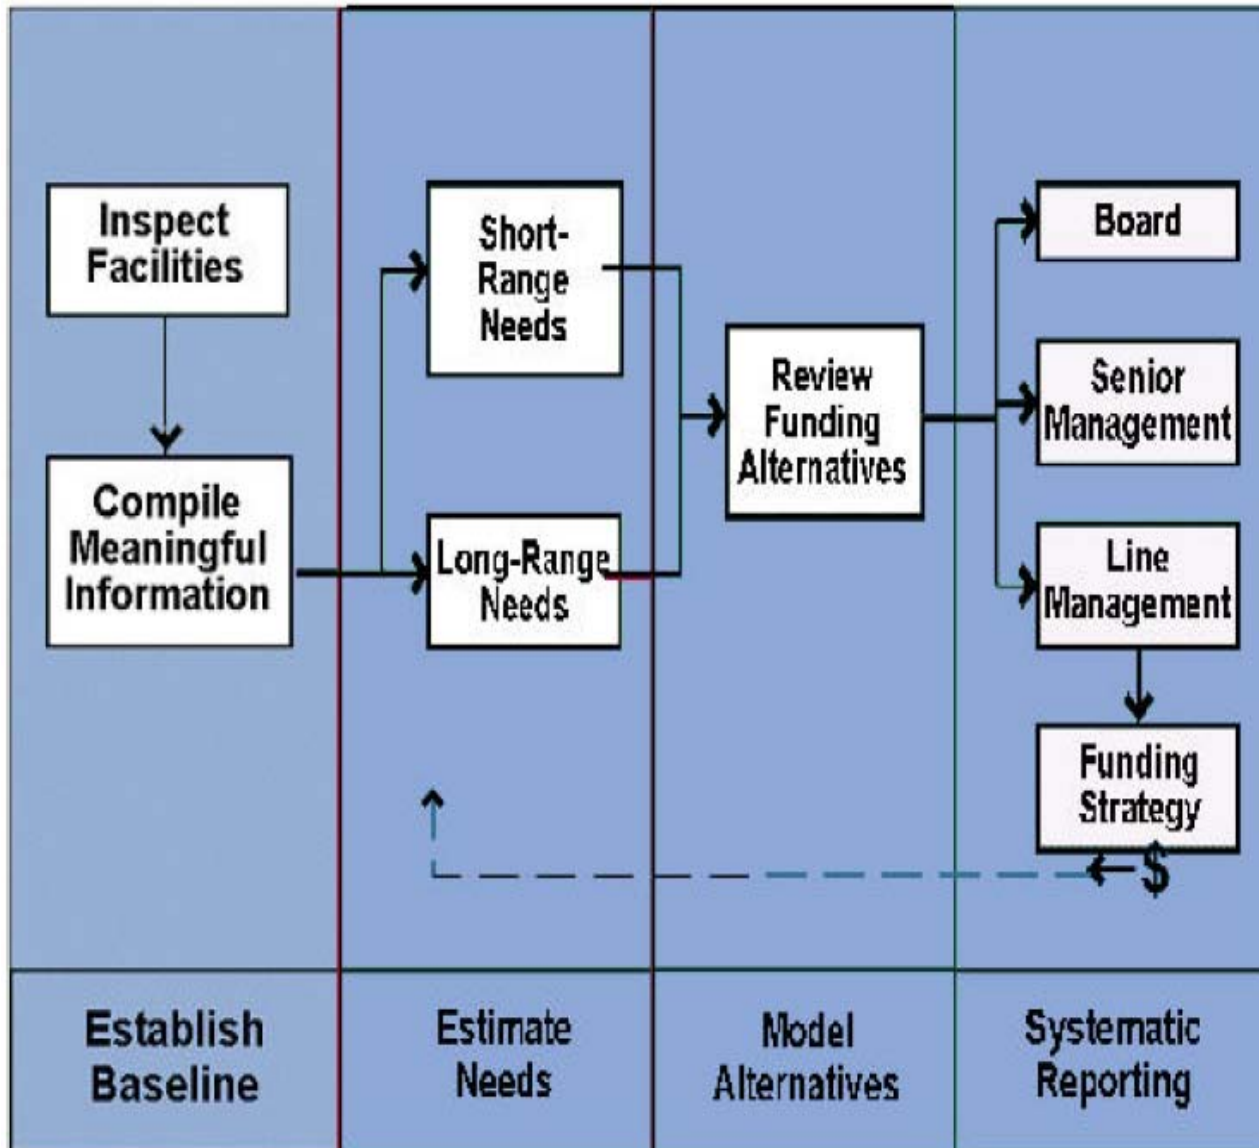 Inspect
Facilities
Compile
Meaningful
Information
Short-
Range
Needs
Long-Range
Needs
Review
Funding
Alternatives
Board
Senior
Management
Line
Management
Funding
Strategy
$
Establish
Baseline
Estimate
Needs
Model
Alternatives
Systematic
Reporting